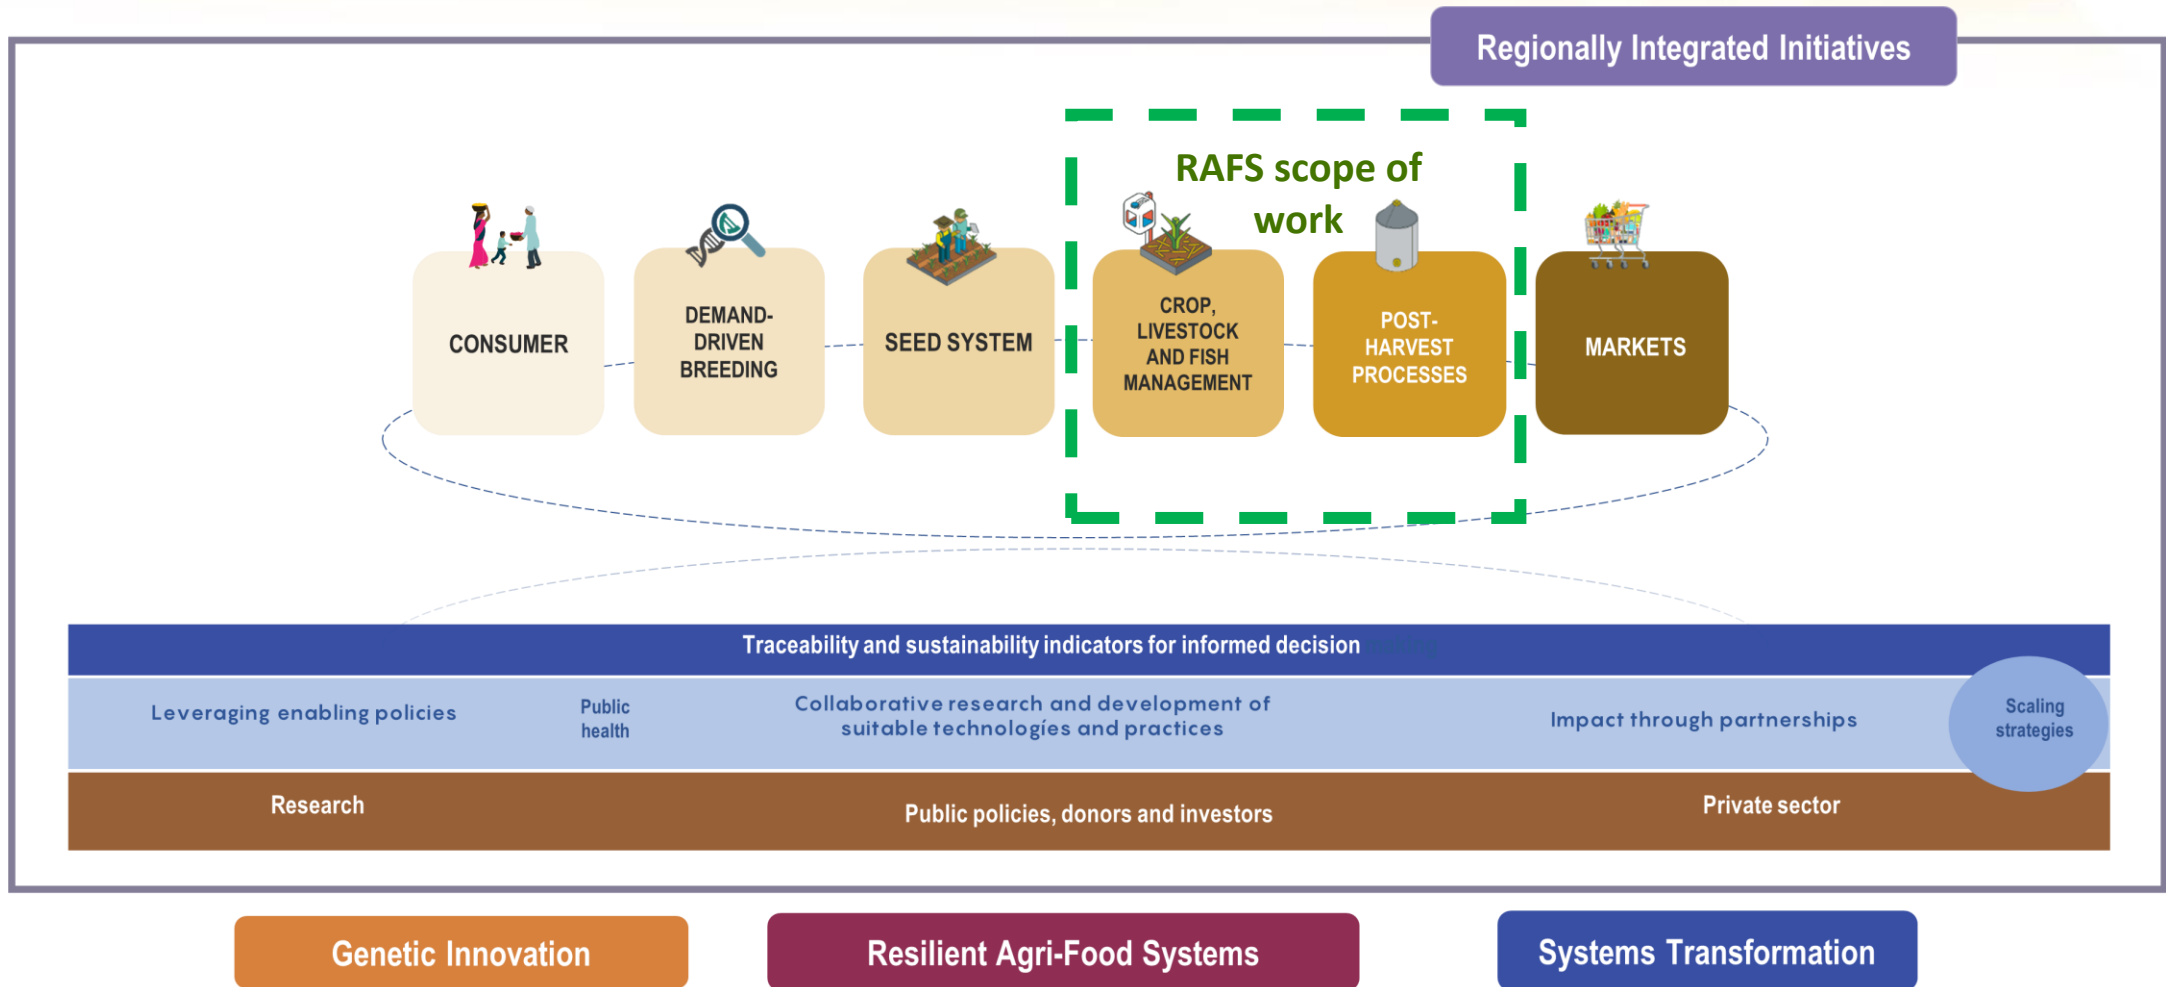 Regionally Integrated Initiatives
RAFS scope of
work
CONSUMER
DEMAND-
DRIVEN
BREEDING
SEED SYSTEM
CROP,
LIVESTOCK
AND FISH
MANAGEMENT
POST-
HARVEST
PROCESSES
MARKETS
Traceability and sustainability indicators for informed decision
Leveraging enabling policies
Public
health
Collaborative research and development of
suitable technologíes and practices
Impact through partnerships
Scaling
strategies
Research
Public policies, donors and investors
Private sector
Genetic Innovation
Resilient Agri-Food Systems
Systems Transformation